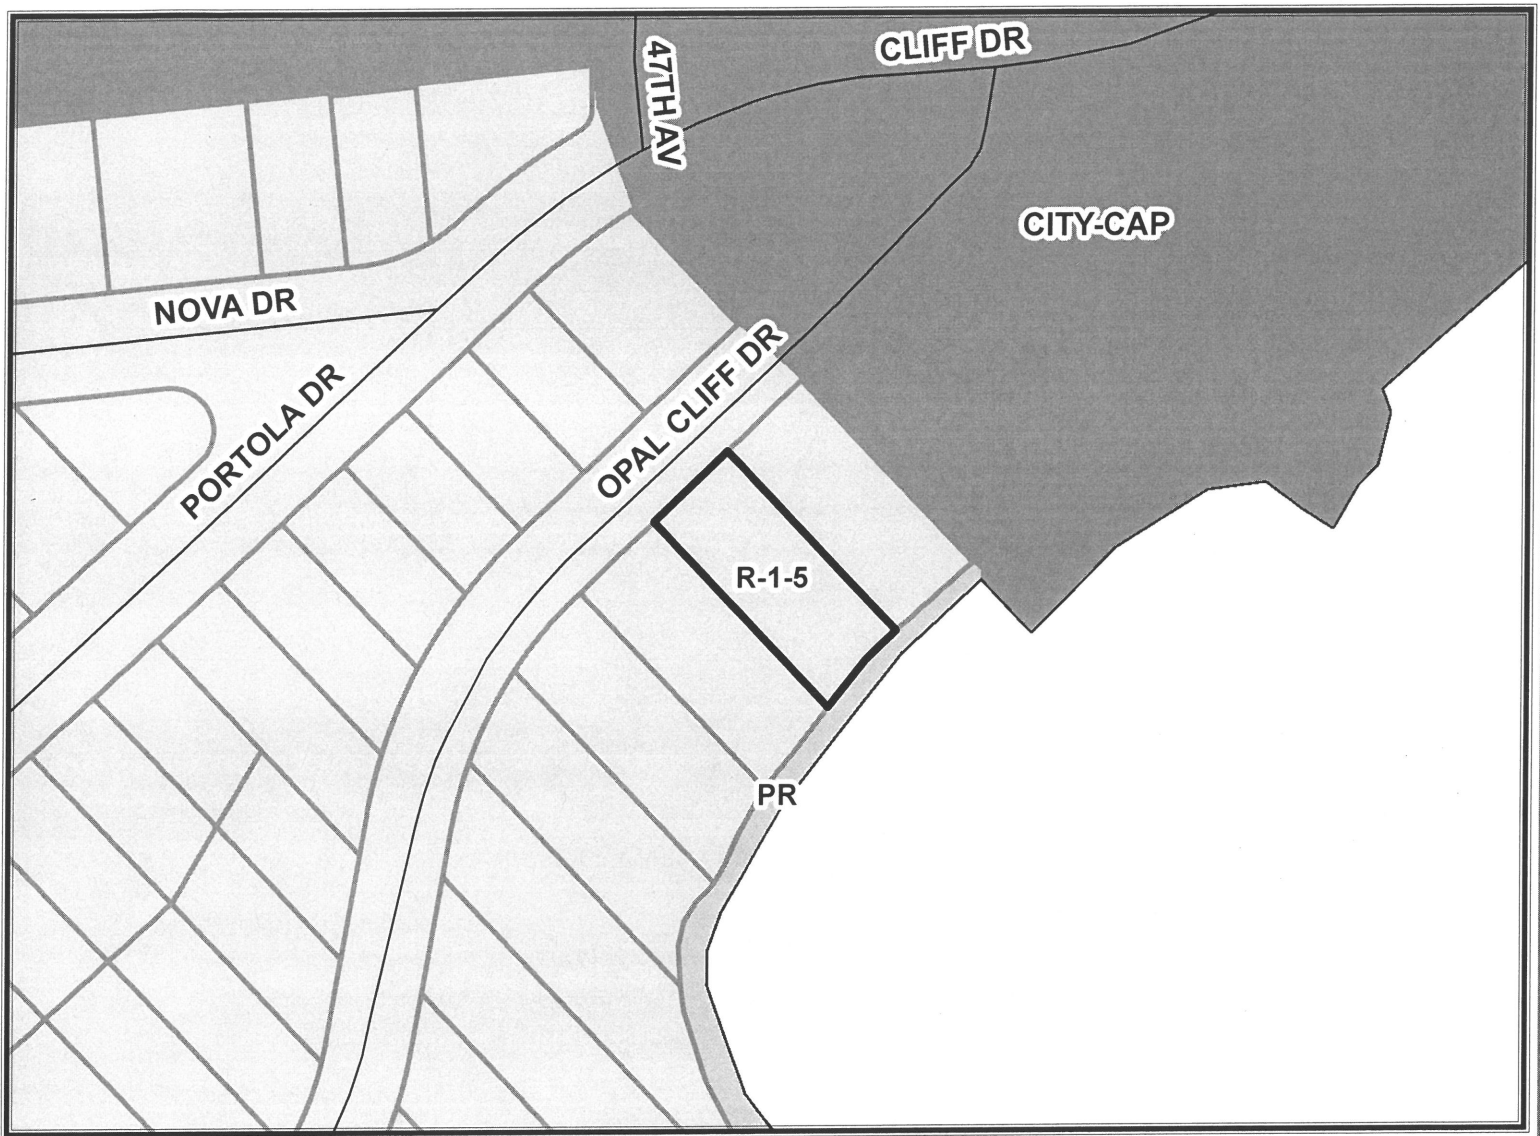 CLIFF DR
47TH AV
CITY-CAP
NOVA DR
PORTOLA DR
OPAL CLIFF DR
R-1-5
PR